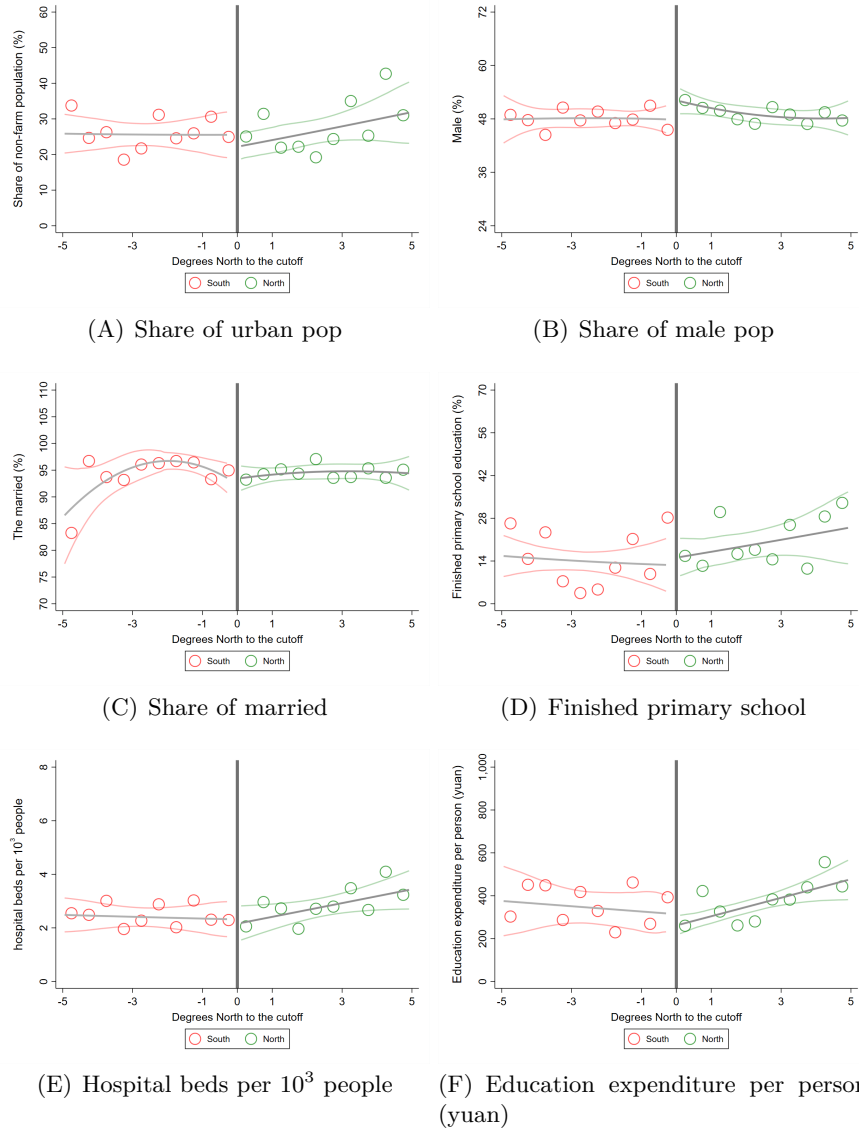 60
50
40
30
20
10
0
Share of non-farm population (%)
-5 -3 -1 0 1 3 5
Degrees North to the cutoff
South North
(A) Share of urban pop
72
60
48
36
24
Male (%)
-5 -3 -1 0 1 3 5
Degrees North to the cutoff
South North
(B) Share of male pop
110
105
100
95
90
85
80
75
70
The married (%)
-5 -3 -1 0 1 3 5
Degrees North to the cutoff
South North
(C) Share of married
70
56
42
28
14
0
Finished primary school education (%)
-5 -3 -1 0 1 3 5
Degrees North to the cutoff
South North
(D) Finished primary school
8
6
4
2
0
hospital beds per 10³ people
-5 -3 -1 0 1 3 5
Degrees North to the cutoff
South North
(E) Hospital beds per 10³ people
1,000
800
600
400
200
0
Education expenditure per person (yuan)
-5 -3 -1 0 1 3 5
Degrees North to the cutoff
South North
(F) Education expenditure per person
(yuan)